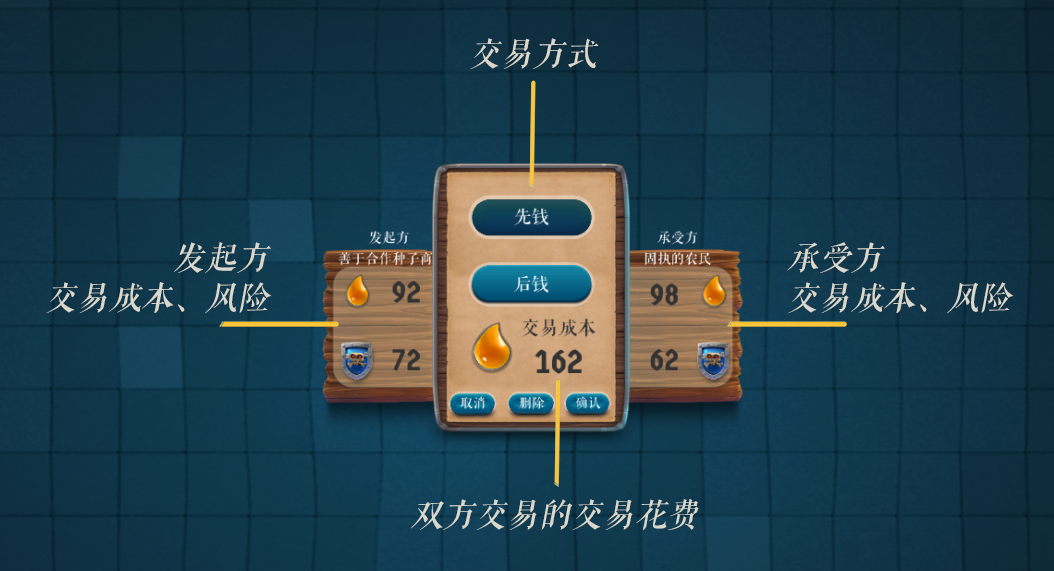 交易方式
先钱
发起方
善于合作种子商
承受方
固执的农民
发起方
交易成本、风险
92
72
后钱
交易成本
162
98
62
承受方
交易成本、风险
取消
删除
确认
双方交易的交易花费